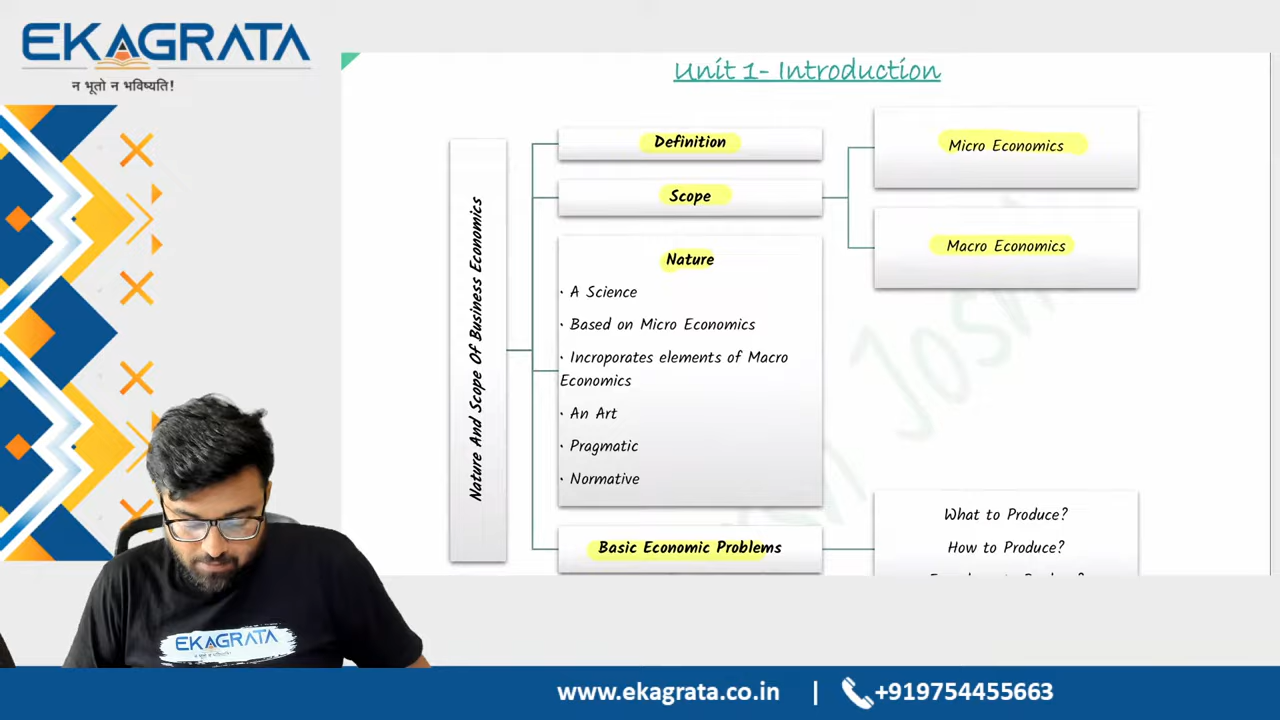 EKAGRATA
न भूतो न भविष्यति!
Unit 1- Introduction
Nature And Scope Of Business Economics
Definition
Scope
Micro Economics
Macro Economics
Nature
· A Science
· Based on Micro Economics
· Incroporates elements of Macro
Economics
· An Art
· Pragmatic
· Normative
Basic Economic Problems
What to Produce?
How to Produce?
EKAGRATA
www.ekagrata.co.in | +919754455663